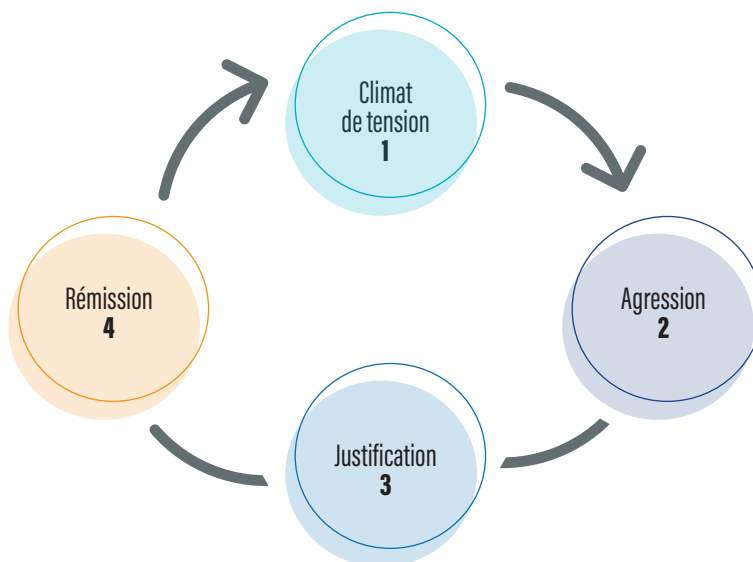 Climat
de tension
1
Agression
2
Justification
3
Rémission
4